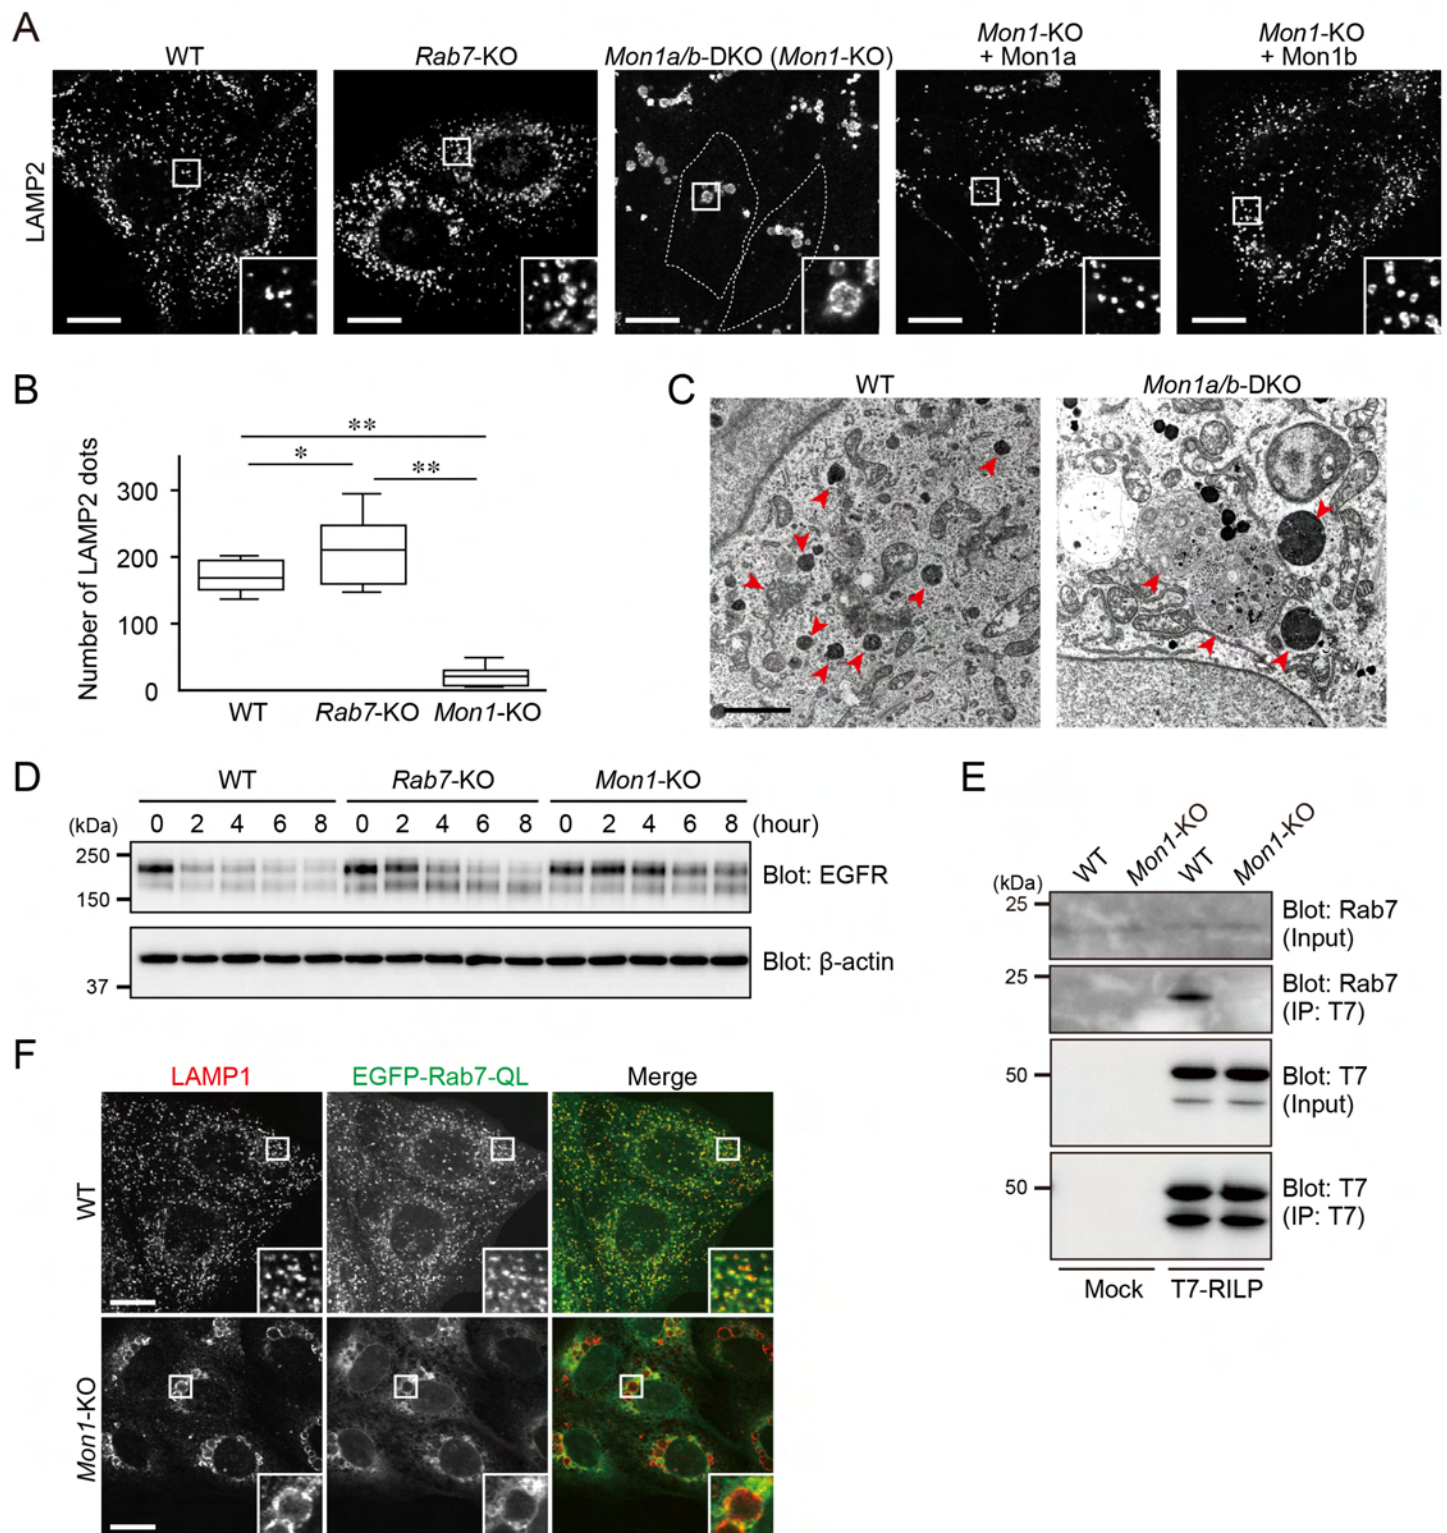 A
WT
Rab7-KO
Mon1a/b-DKO (Mon1-KO)
Mon1-KO
+ Mon1a
Mon1-KO
+ Mon1b
LAMP2
B
**
*
**
Number of LAMP2 dots
300
200
100
0
WT
Rab7-KO
Mon1-KO
C
WT
Mon1a/b-DKO
D
WT
Rab7-KO
Mon1-KO
(kDa)
0 2 4 6 8 0 2 4 6 8 0 2 4 6 8 (hour)
250
150
Blot: EGFR
37
Blot: β-actin
E
WT
Mon1-KO
WT
Mon1-KO
(kDa)
25
Blot: Rab7
(Input)
25
Blot: Rab7
(IP: T7)
50
Blot: T7
(Input)
50
Blot: T7
(IP: T7)
Mock
T7-RILP
F
LAMP1
EGFP-Rab7-QL
Merge
WT
Mon1-KO